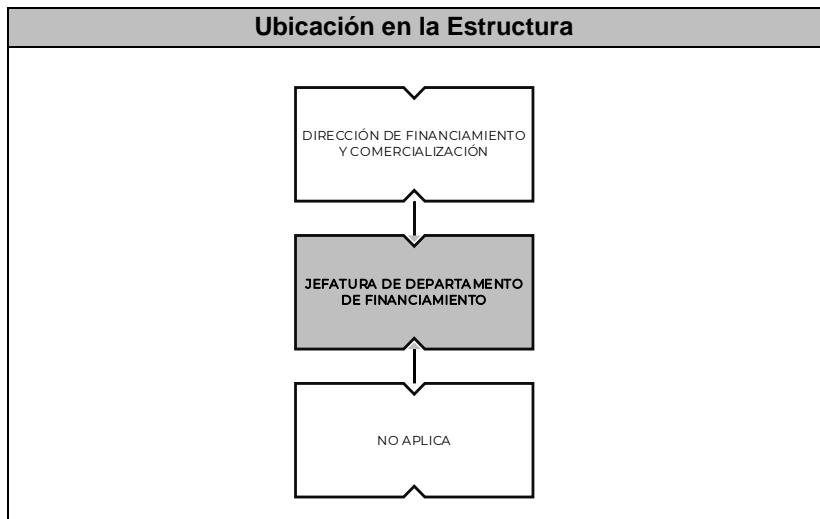 Ubicación en la Estructura
DIRECCIÓN DE FINANCIAMIENTO
Y COMERCIALIZACIÓN
JEFATURA DE DEPARTAMENTO
DE FINANCIAMIENTO
NO APLICA